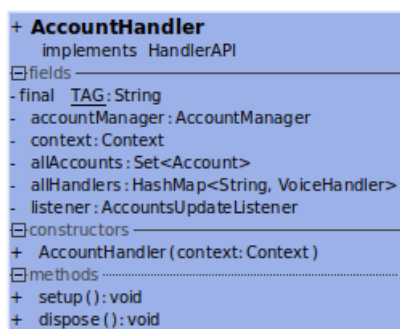 + AccountHandler
implements HandlerAPI
fields
- final TAG: String
- accountManager: AccountManager
- context: Context
- allAccounts: Set<Account>
- allHandlers: HashMap<String, VoiceHandler>
- listener: AccountsUpdateListener
constructors
+ AccountHandler (context: Context )
methods
+ setup (): void
+ dispose (): void